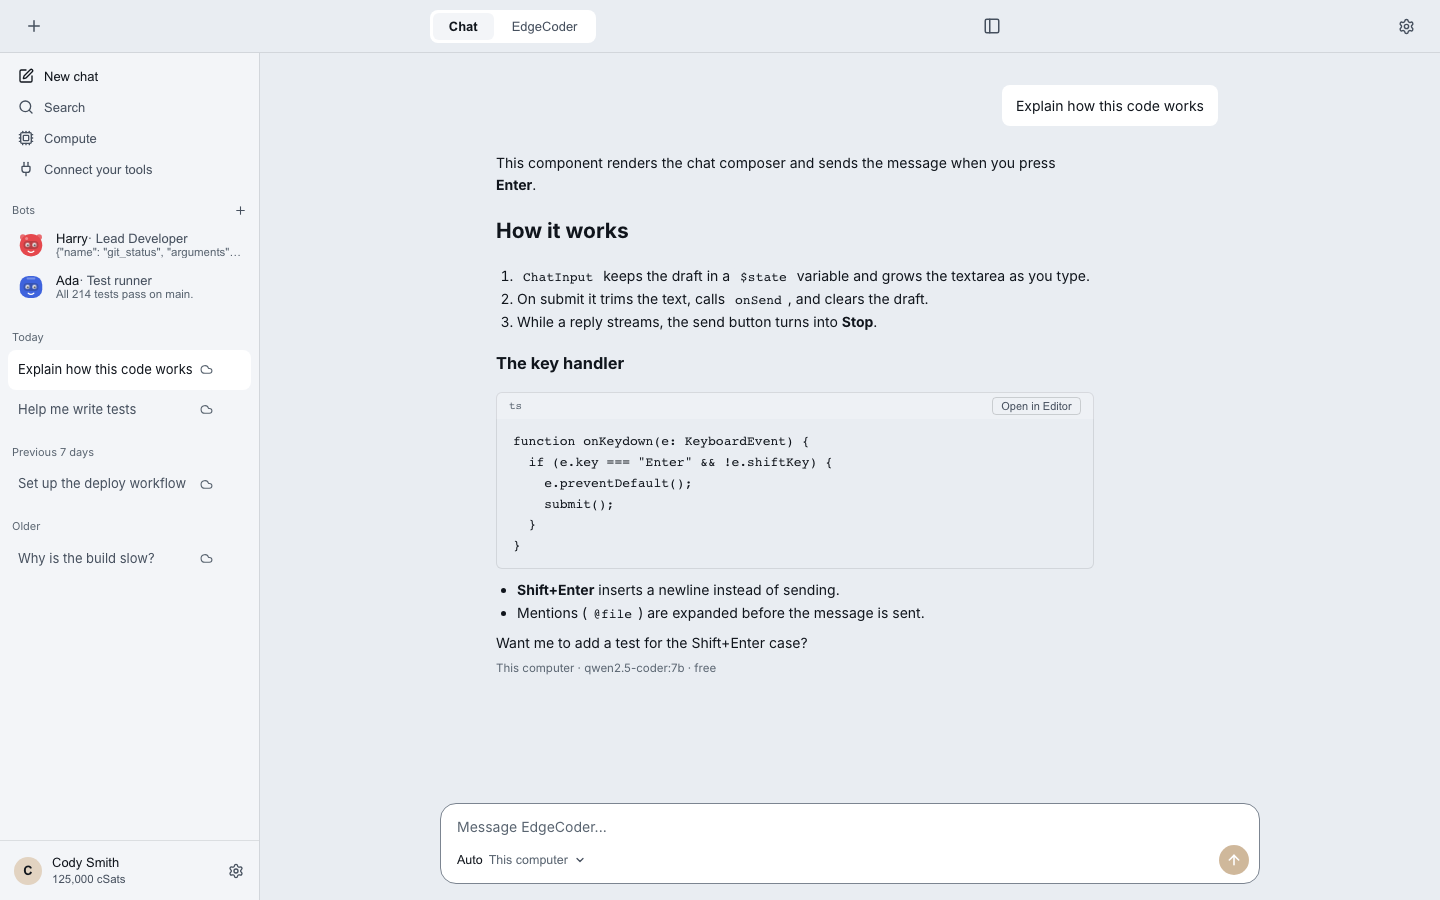 Chat
EdgeCoder
New chat
Search
Compute
Connect your tools
Bots
Harry· Lead Developer
{"name": "git_status", "arguments"...
Ada· Test runner
All 214 tests pass on main.
Today
Explain how this code works
Help me write tests
Previous 7 days
Set up the deploy workflow
Older
Why is the build slow?
C
Cody Smith
125,000 cSats
Explain how this code works
This component renders the chat composer and sends the message when you press
Enter.
How it works
1. ChatInput keeps the draft in a $state variable and grows the textarea as you type.
2. On submit it trims the text, calls onSend , and clears the draft.
3. While a reply streams, the send button turns into Stop.
The key handler
ts
Open in Editor
function onKeydown(e: KeyboardEvent) {
  if (e.key === "Enter" && !e.shiftKey) {
    e.preventDefault();
    submit();
  }
}
• Shift+Enter inserts a newline instead of sending.
• Mentions ( @file ) are expanded before the message is sent.
Want me to add a test for the Shift+Enter case?
This computer · qwen2.5-coder:7b · free
Message EdgeCoder...
Auto This computer